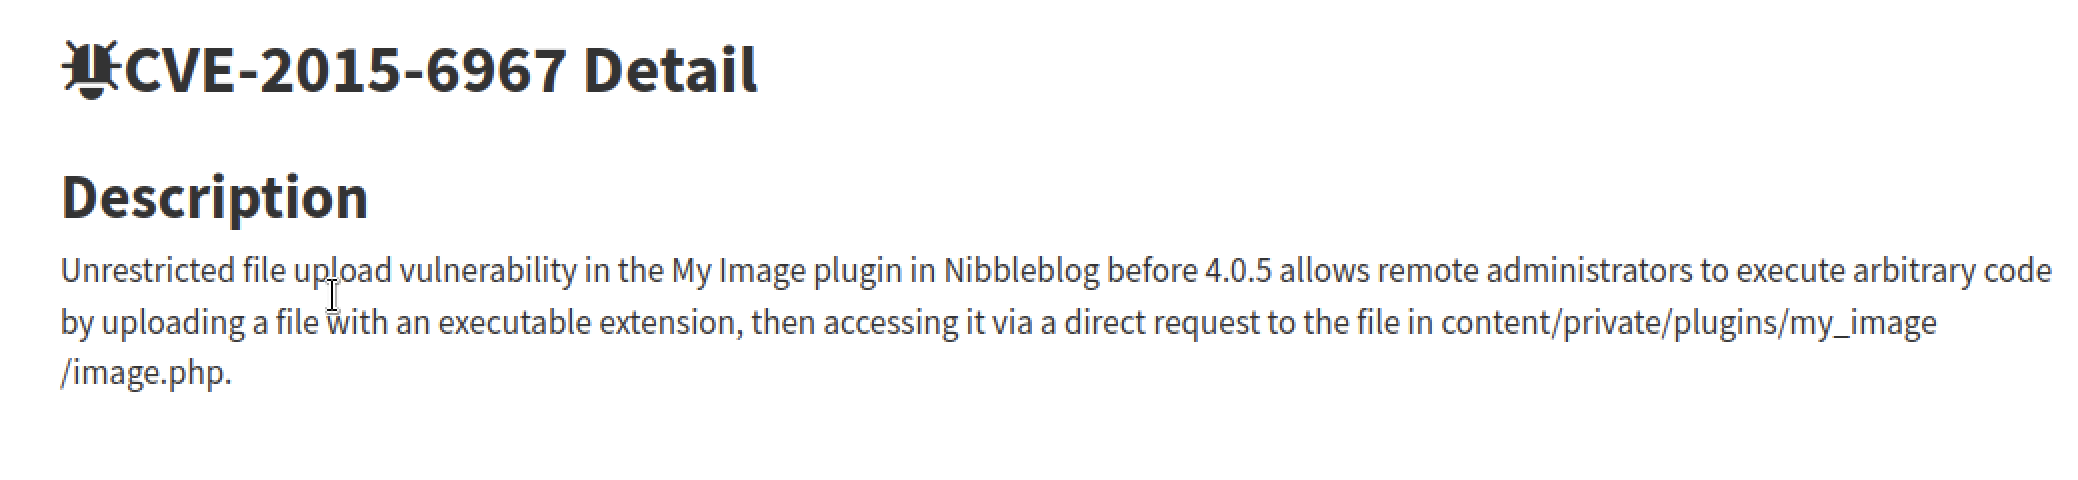 CVE-2015-6967 Detail
Description
Unrestricted file upload vulnerability in the My Image plugin in Nibbleblog before 4.0.5 allows remote administrators to execute arbitrary code
by uploading a file with an executable extension, then accessing it via a direct request to the file in content/private/plugins/my_image
/image.php.